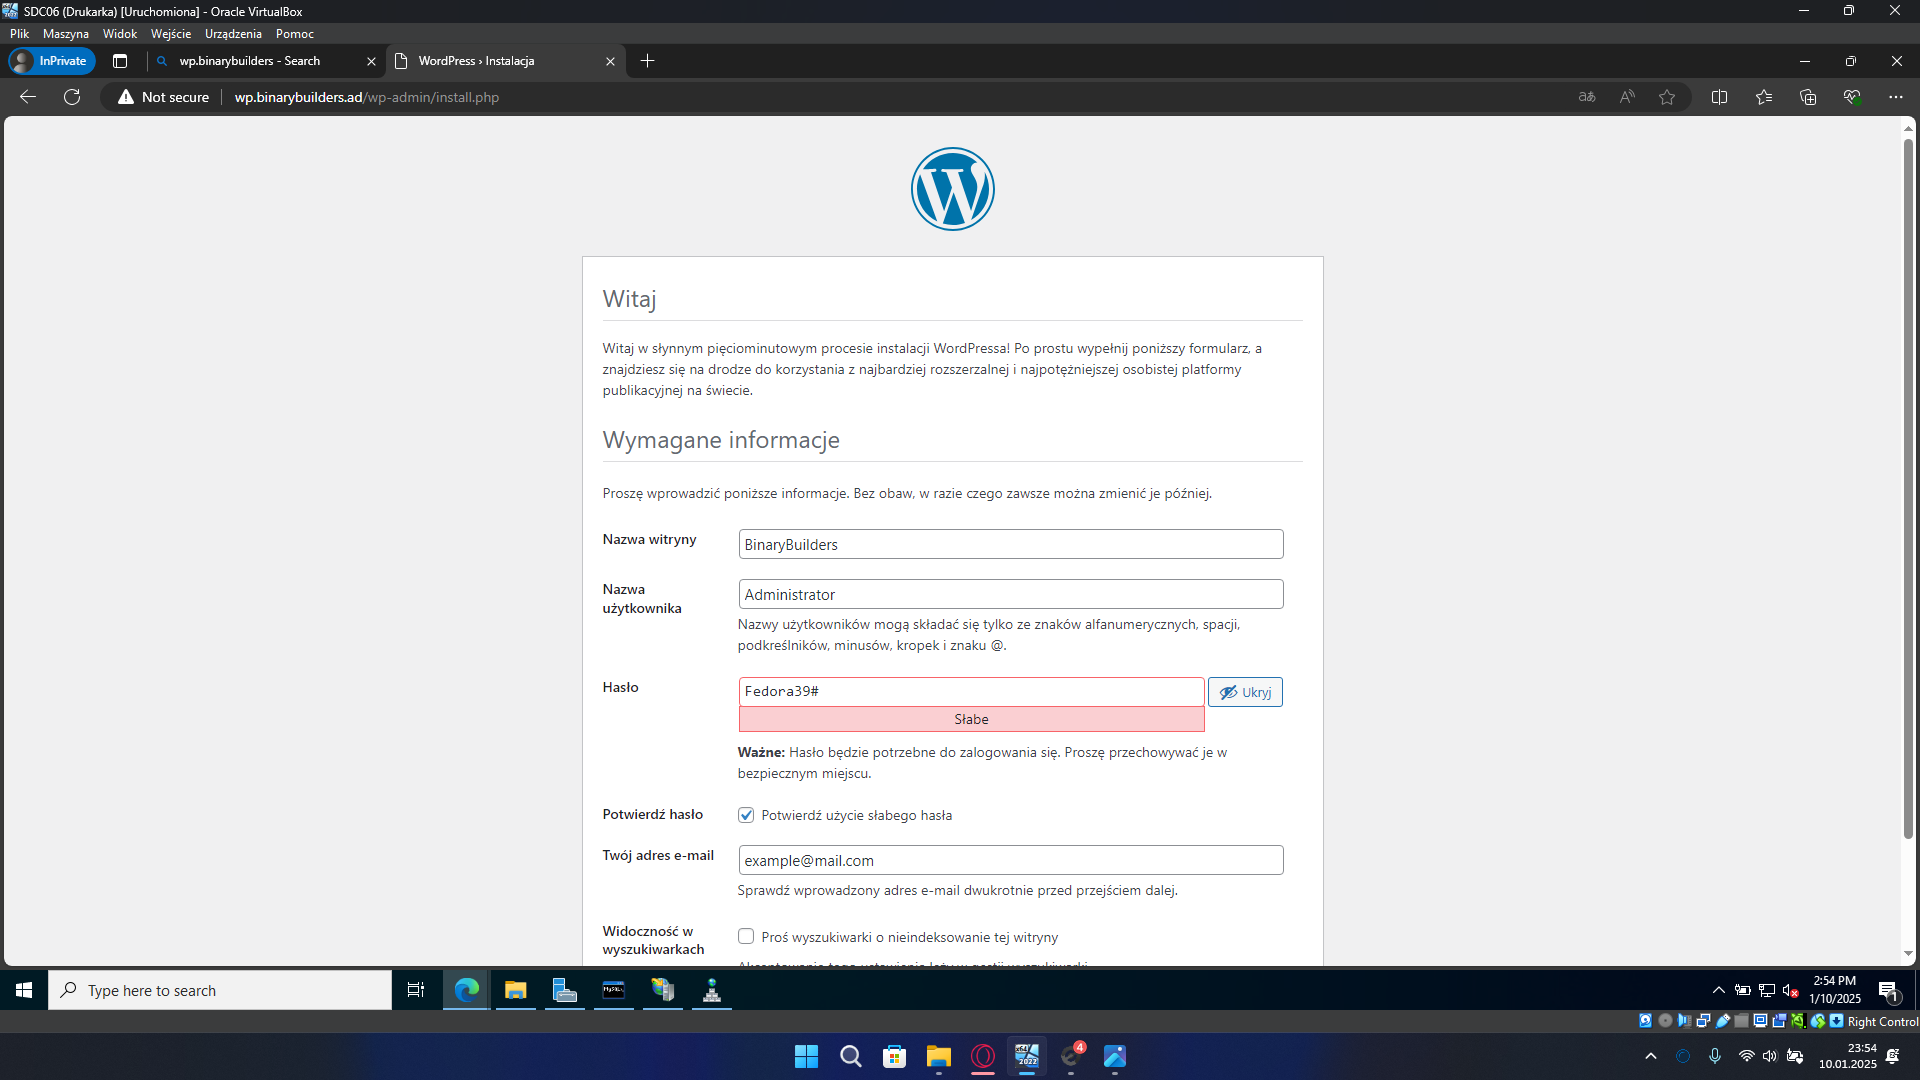 SDC06 (Drukarka) [Uruchomiona] - Oracle VirtualBox
Plik Maszyna Widok Wejście Urządzenia Pomoc
InPrivate wp.binarybuilders - Search WordPress › Instalacja
Not secure wp.binarybuilders.ad/wp-admin/install.php
Witaj
Witaj w słynnym pięciominutowym procesie instalacji WordPressa! Po prostu wypełnij poniższy formularz, a
znajdziesz się na drodze do korzystania z najbardziej rozszerzalnej i najpotężniejszej osobistej platformy
publikacyjnej na świecie.
Wymagane informacje
Proszę wprowadzić poniższe informacje. Bez obaw, w razie czego zawsze można zmienić je później.
Nazwa witryny
BinaryBuilders
Nazwa
użytkownika
Administrator
Nazwy użytkowników mogą składać się tylko ze znaków alfanumerycznych, spacji,
podkreślników, minusów, kropek i znaku @.
Hasło
Fedora39#
Ukryj
Słabe
Ważne: Hasło będzie potrzebne do zalogowania się. Proszę przechowywać je w
bezpiecznym miejscu.
Potwierdź hasło
Potwierdź użycie słabego hasła
Twój adres e-mail
example@mail.com
Sprawdź wprowadzony adres e-mail dwukrotnie przed przejściem dalej.
Widoczność w
wyszukiwarkach
Proś wyszukiwarki o nieindeksowanie tej witryny
Type here to search
2:54 PM
1/10/2025
1
Right Control
4
23:54
10.01.2025